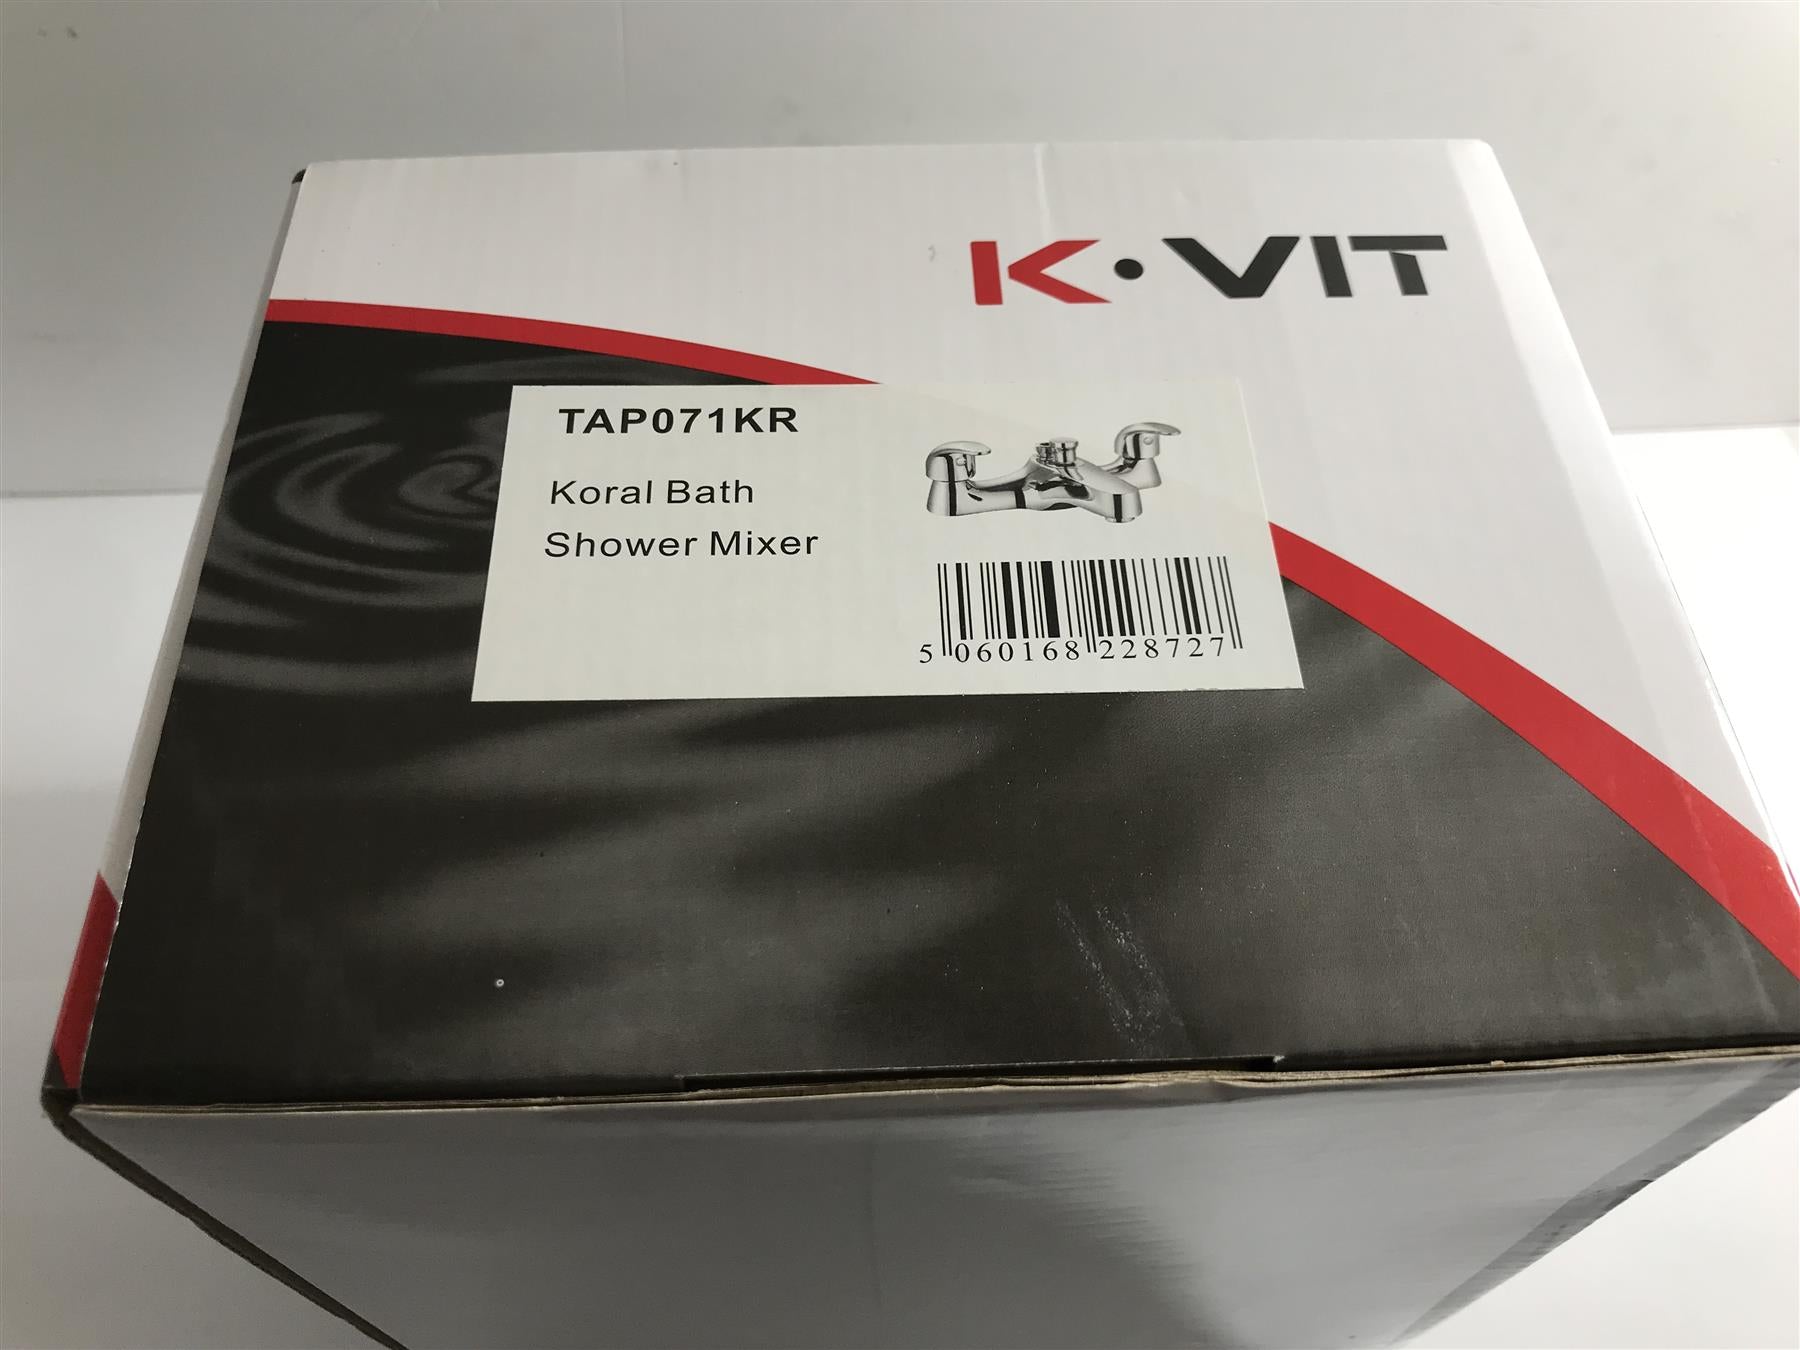 K·VIT
TAP071KR
Koral Bath
Shower Mixer
5 060168 228727